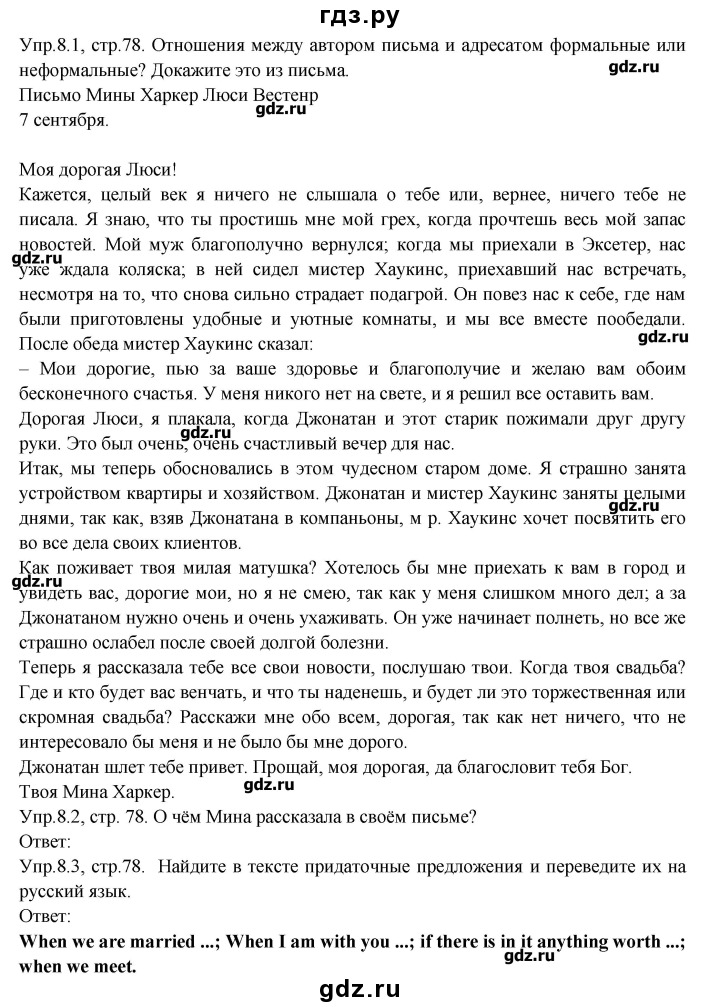 гдз.ру
Упр.8.1, стр.78. Отношения между автором письма и адресатом формальные или
неформальные? Докажите это из письма.
gdz.ru
Письмо Мины Харкер Люси Вестенр
gdz.ru
7 сентября.
Моя дорогая Люси!
Кажется, целый век я ничего не слышала о тебе или, вернее, ничего тебе не
писала. Я знаю, что ты простишь мне мой грех, когда прочтешь весь мой запас
новостей. Мой муж благополучно вернулся; когда мы приехали в Эксетер, нас
gdz.ru
уже ждала коляска; в ней сидел мистер Хаукинс, приехавший нас встречать,
несмотря на то, что снова сильно страдает подагрой. Он повез нас к себе, где нам
были приготовлены удобные и уютные комнаты, и мы все вместе пообедали.
gdz.ru
После обеда мистер Хаукинс сказал:
– Мои дорогие, пью за ваше здоровье и благополучие и желаю вам обоим
бесконечного счастья. У меня никого нет на свете, и я решил все оставить вам.
Дорогая Люси, я плакала, когда Джонатан и этот старик пожимали друг другу
gdz.ru
руки. Это был очень, очень счастливый вечер для нас.
Итак, мы теперь обосновались в этом чудесном старом доме. Я страшно занята
устройством квартиры и хозяйством. Джонатан и мистер Хаукинс заняты целыми
gdz.ru
днями, так как, взяв Джонатана в компаньоны, м р. Хаукинс хочет посвятить его
во все дела своих клиентов.
Как поживает твоя милая матушка? Хотелось бы мне приехать к вам в город и
gdz.ru
увидеть вас, дорогие мои, но я не смею, так как у меня слишком много дел; а за
Джонатаном нужно очень и очень ухаживать. Он уже начинает полнеть, но все же
страшно ослабел после своей долгой болезни.
Теперь я рассказала тебе все свои новости, послушаю твои. Когда твоя свадьба?
Где и кто будет вас венчать, и что ты наденешь, и будет ли это торжественная или
скромная свадьба? Расскажи мне обо всем, дорогая, так как нет ничего, что не
интересовало бы меня и не было бы мне дорого.
Джонатан шлет тебе привет. Прощай, моя дорогая, да благословит тебя Бог.
Твоя Мина Харкер.
gdz.ru
Упр.8.2, стр. 78. О чём Мина рассказала в своём письме?
Ответ:
Упр.8.3, стр.78. Найдите в тексте придаточные предложения и переведите их на
русский язык.
Ответ:
When we are married ...; When I am with you ...; if there is in it anything worth ...;
gdz.ru
when we meet.
gdz.ru